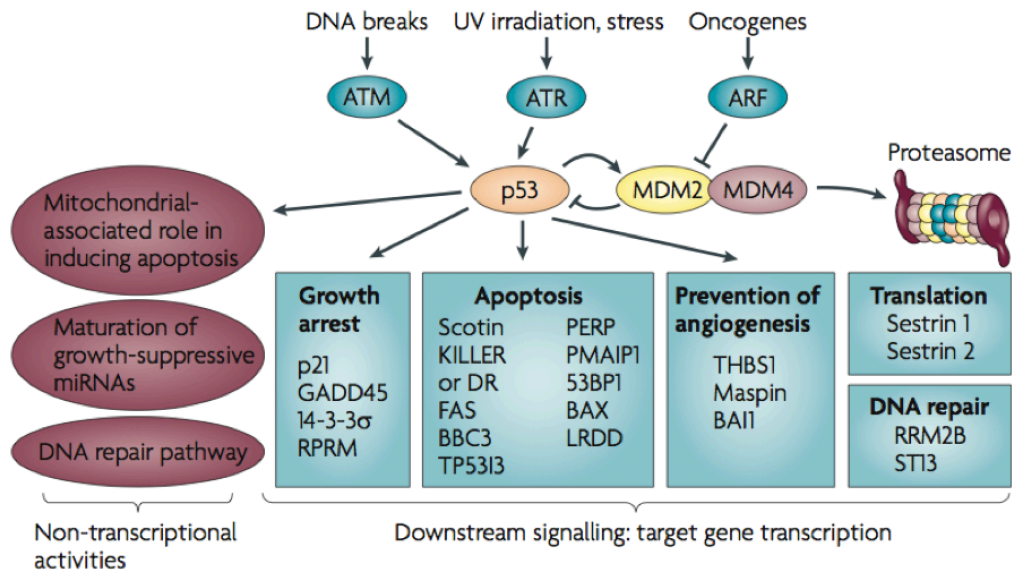 DNA breaks
UV irradiation, stress
Oncogenes
ATM
ATR
ARF
Proteasome
p53
MDM2
MDM4
Mitochondrial-
associated role in
inducing apoptosis
Maturation of
growth-suppressive
miRNAs
DNA repair pathway
Non-transcriptional
activities
Growth
arrest
p21
GADD45
14-3-3σ
RPRM
Apoptosis
Scotin
KILLER
or DR
FAS
BBC3
TP53I3
PERP
PMAIP1
53BP1
BAX
LRDD
Prevention of
angiogenesis
THBS1
Maspin
BAI1
Translation
Sestrin 1
Sestrin 2
DNA repair
RRM2B
ST13
Downstream signalling: target gene transcription